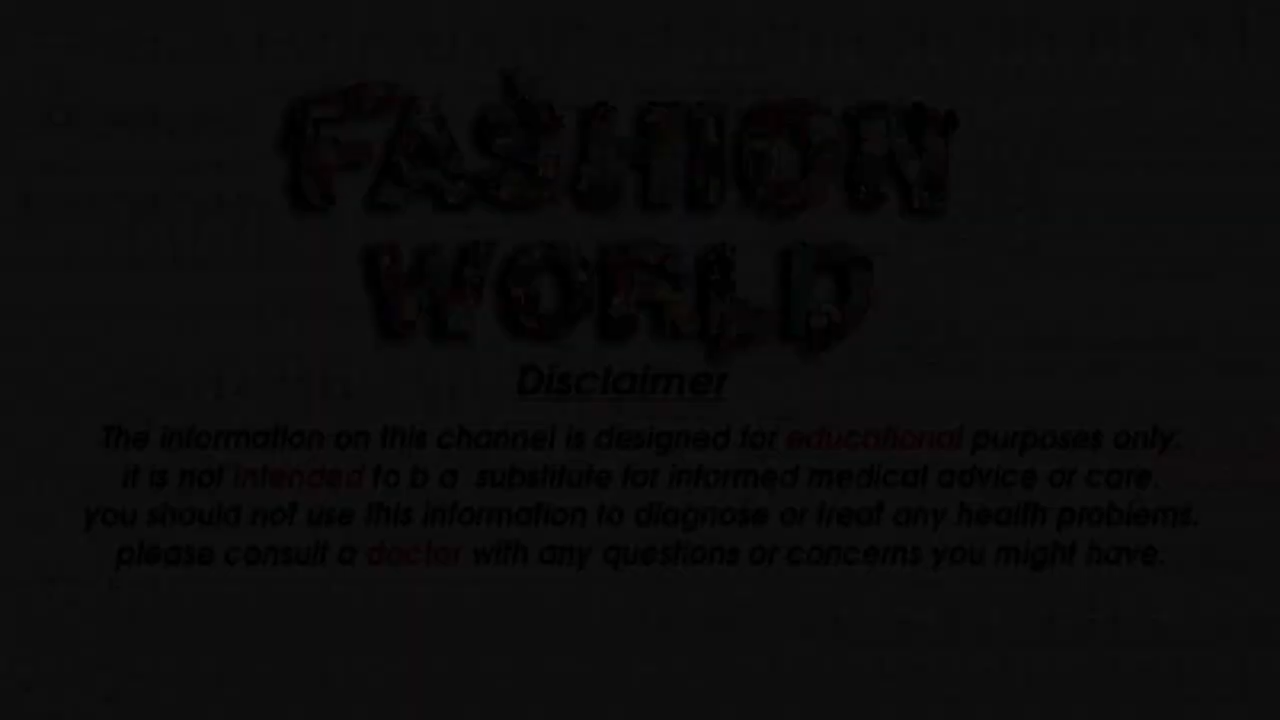 FASHION
WORLD
Disclaimer
The information on this channel is designed for educational purposes only.
it is not intended to b a substitute for informed medical advice or care.
you should not use this information to diagnose or treat any health problems.
please consult a doctor with any questions or concerns you might have.